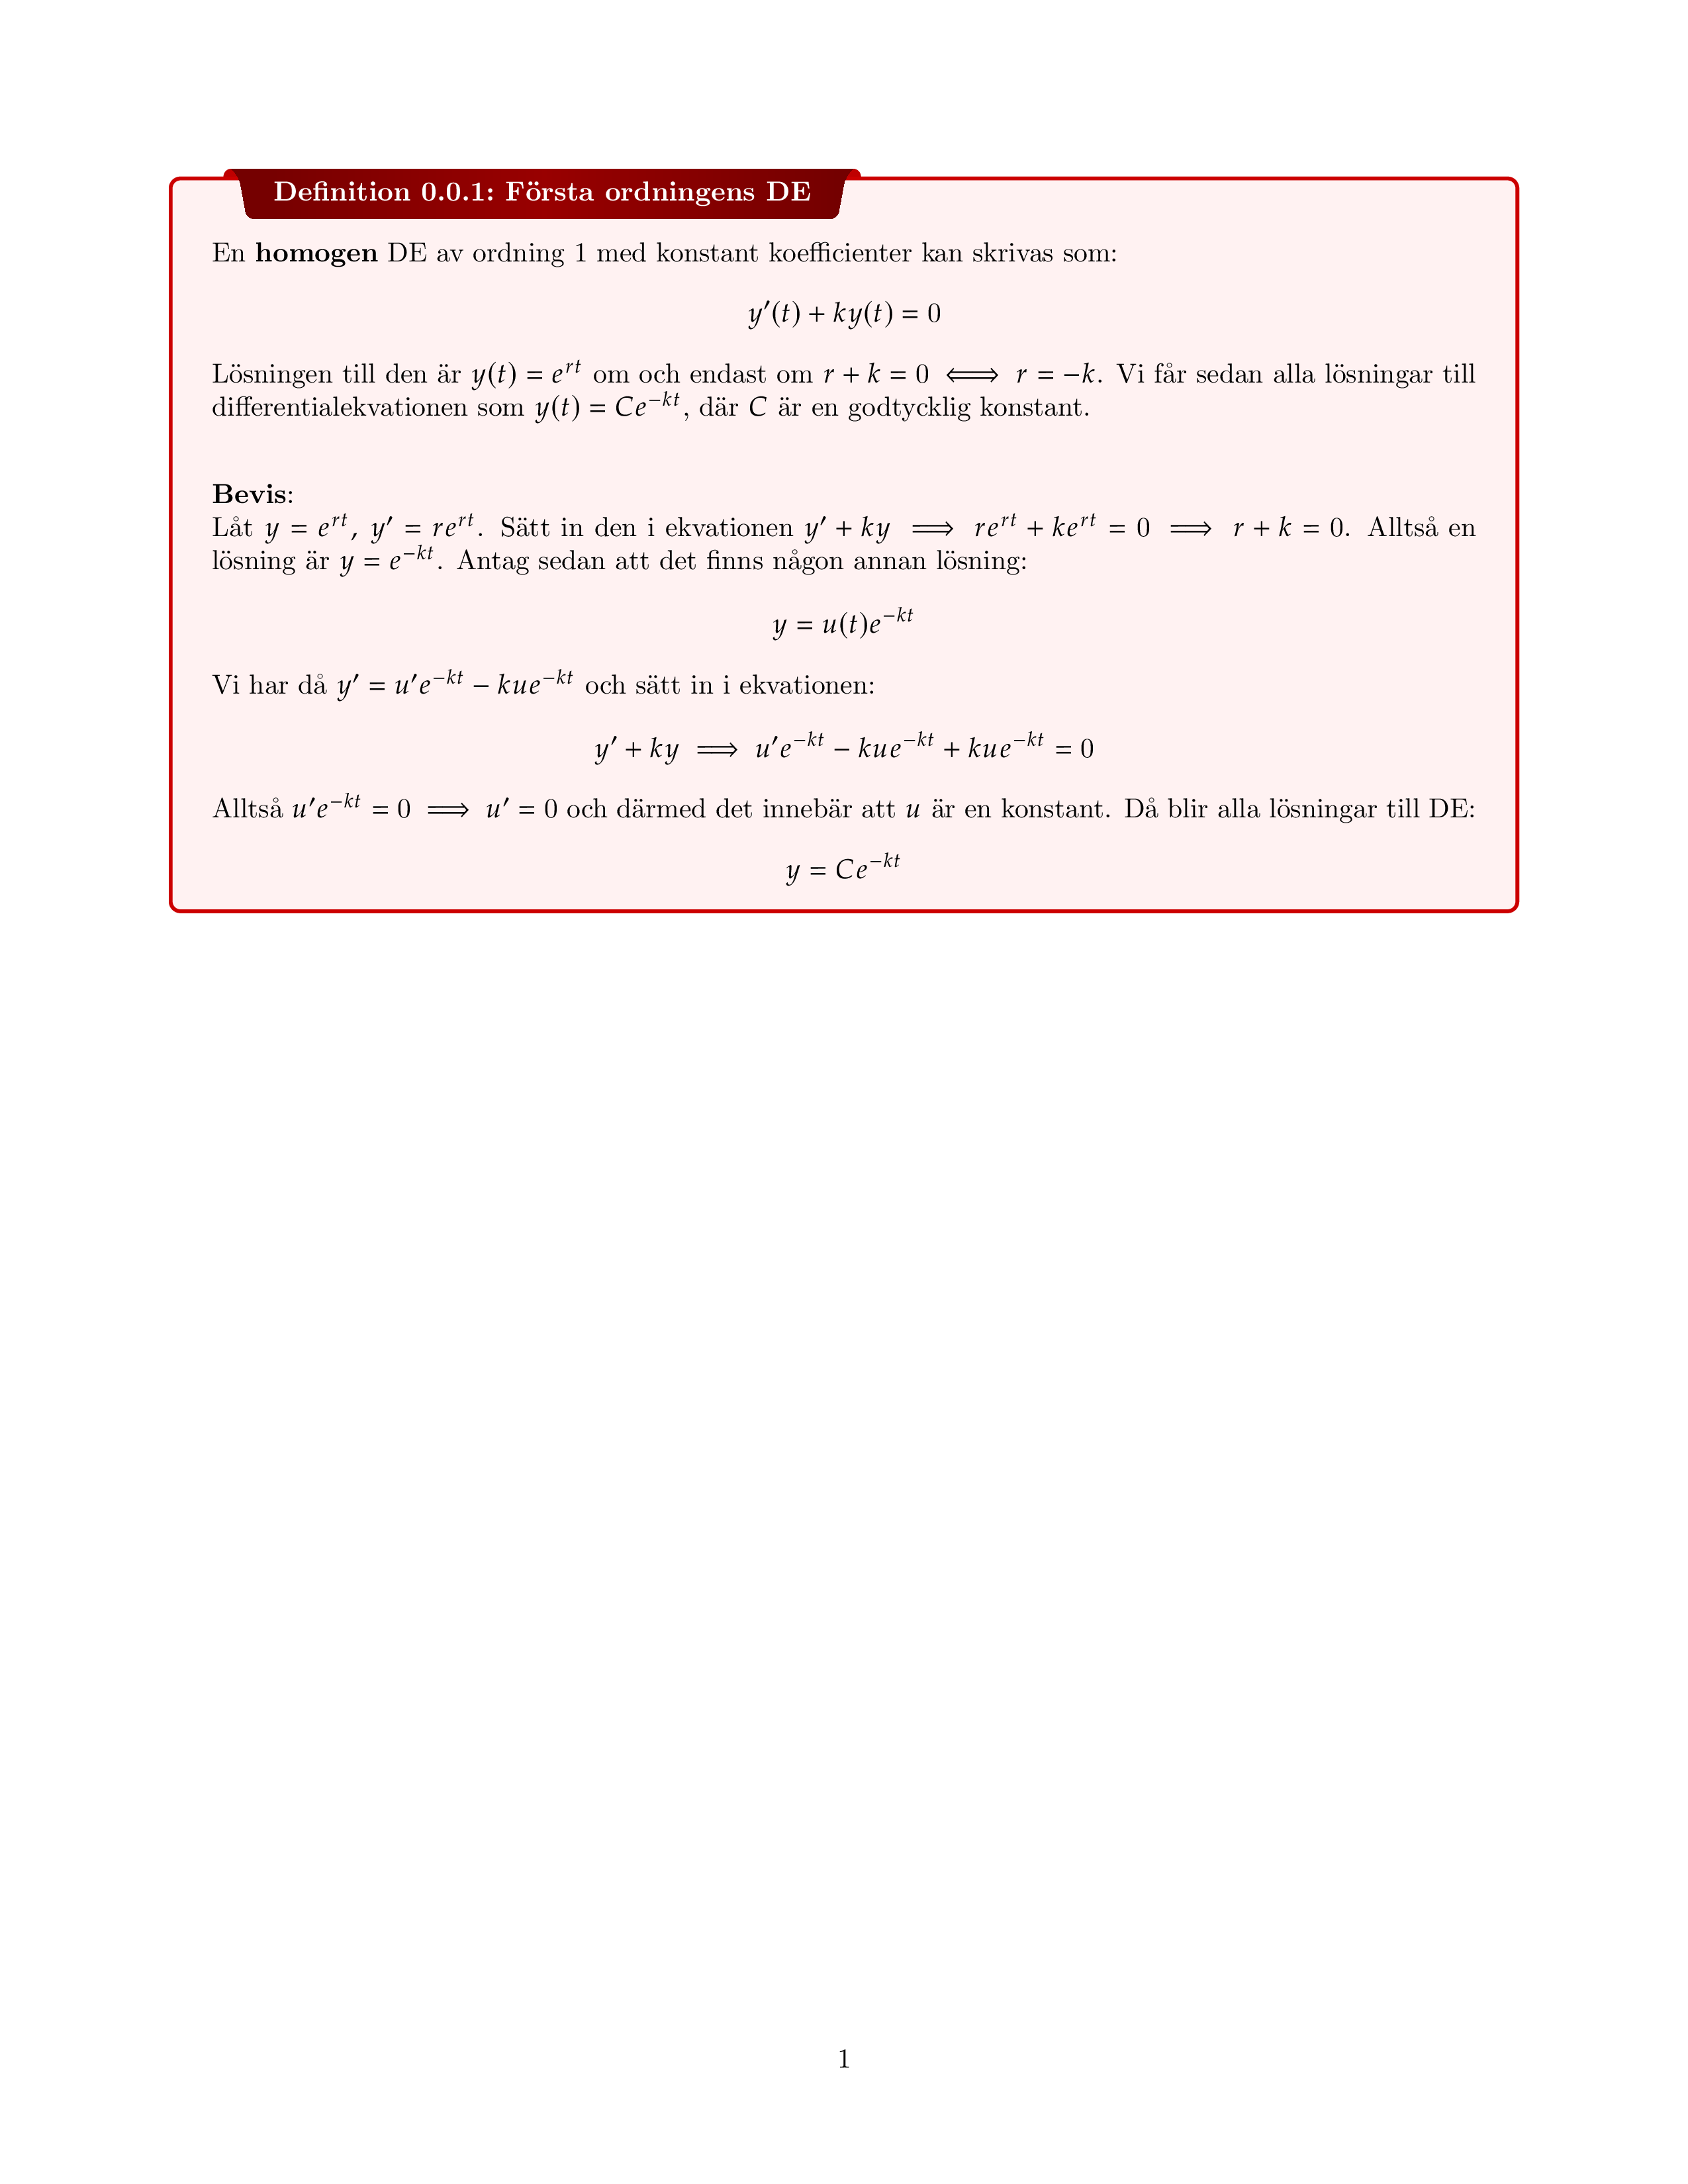 Definition 0.0.1: Första ordningens DE
En homogen DE av ordning 1 med konstant koefficienter kan skrivas som:
y′(t) + ky(t) = 0
Lösningen till den är y(t) = e^{rt} om och endast om r + k = 0 ⟺ r = −k. Vi får sedan alla lösningar till
differentialekvationen som y(t) = Ce^{−kt}, där C är en godtycklig konstant.
Bevis:
Låt y = e^{rt}, y′ = re^{rt}. Sätt in den i ekvationen y′ + ky ⟹ re^{rt} + ke^{rt} = 0 ⟹ r + k = 0. Alltså en
lösning är y = e^{−kt}. Antag sedan att det finns någon annan lösning:
y = u(t)e^{−kt}
Vi har då y′ = u′e^{−kt} − kue^{−kt} och sätt in i ekvationen:
y′ + ky ⟹ u′e^{−kt} − kue^{−kt} + kue^{−kt} = 0
Alltså u′e^{−kt} = 0 ⟹ u′ = 0 och därmed det innebär att u är en konstant. Då blir alla lösningar till DE:
y = Ce^{−kt}
1